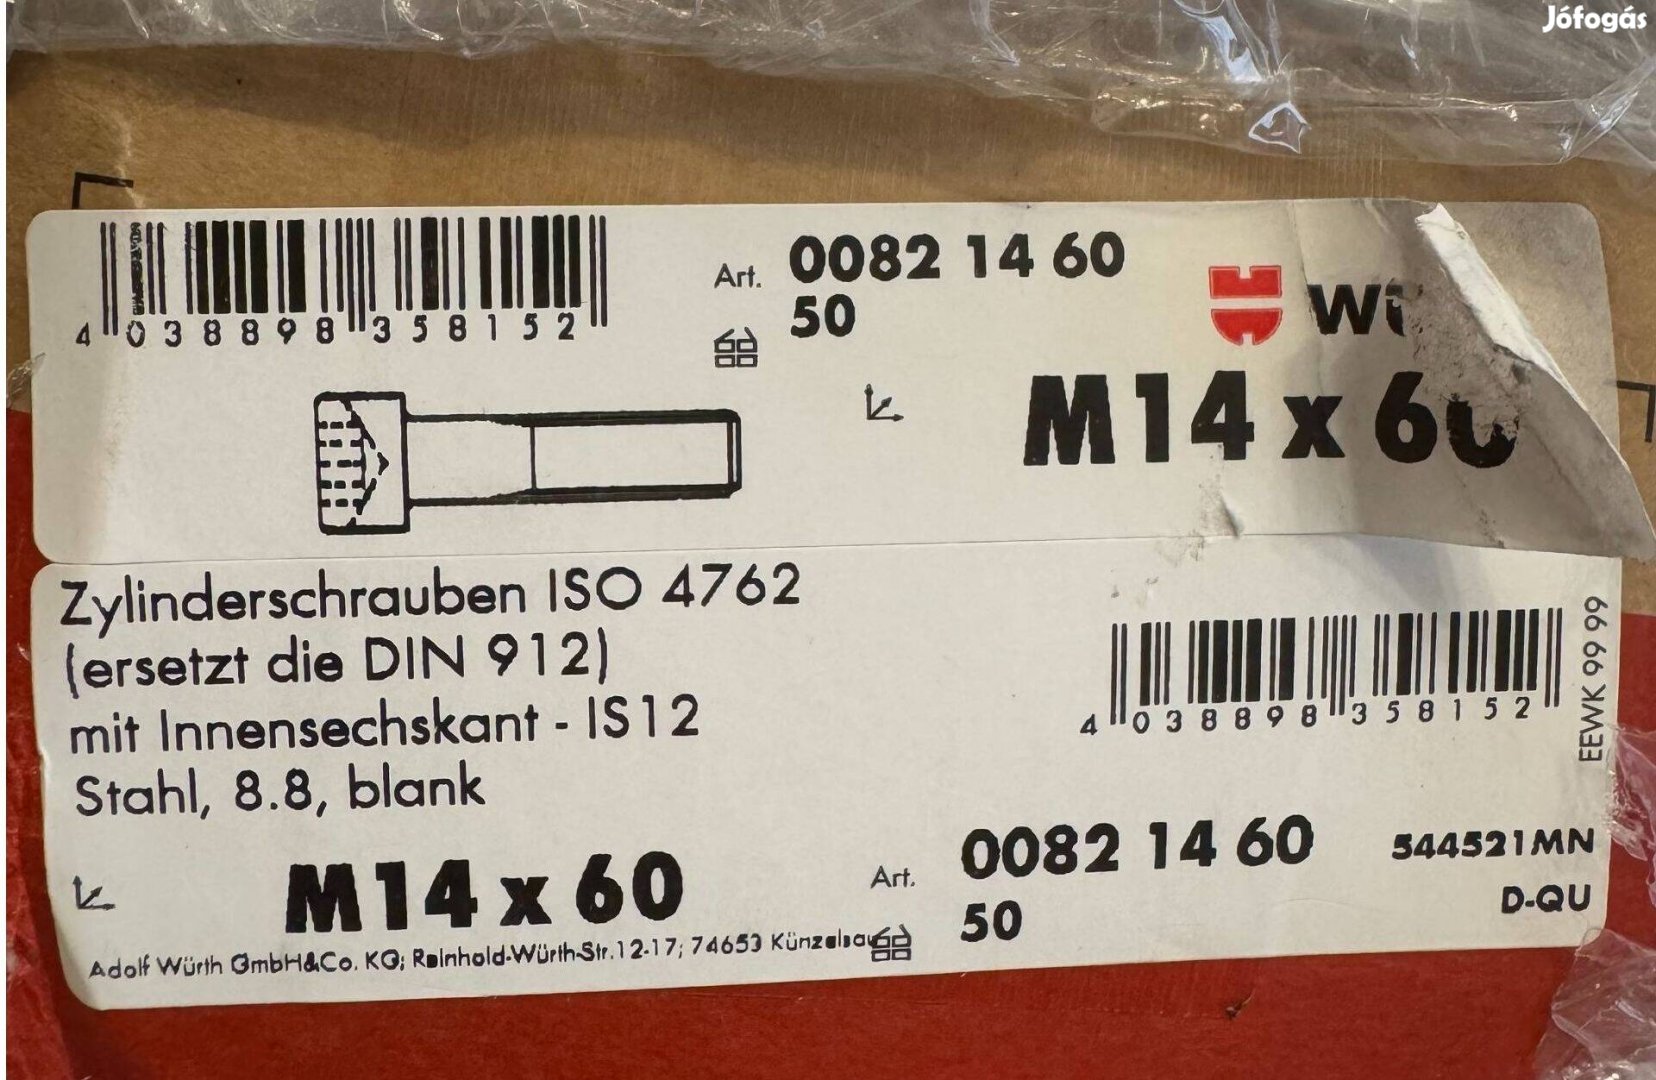 Jófogás
4 038898 358152
Art. 0082 14 60
50
M14 x 60
Zylinderschrauben ISO 4762
(ersetzt die DIN 912)
mit Innensechskant - IS12
Stahl, 8.8, blank
4 038898 358152
EEWK 99 99
M14 x 60
Art. 0082 14 60
50
544521MN
D-QU
Adolf Würth GmbH&Co. KG; Reinhold-Würth-Str.12-17; 74653 Künzelsau